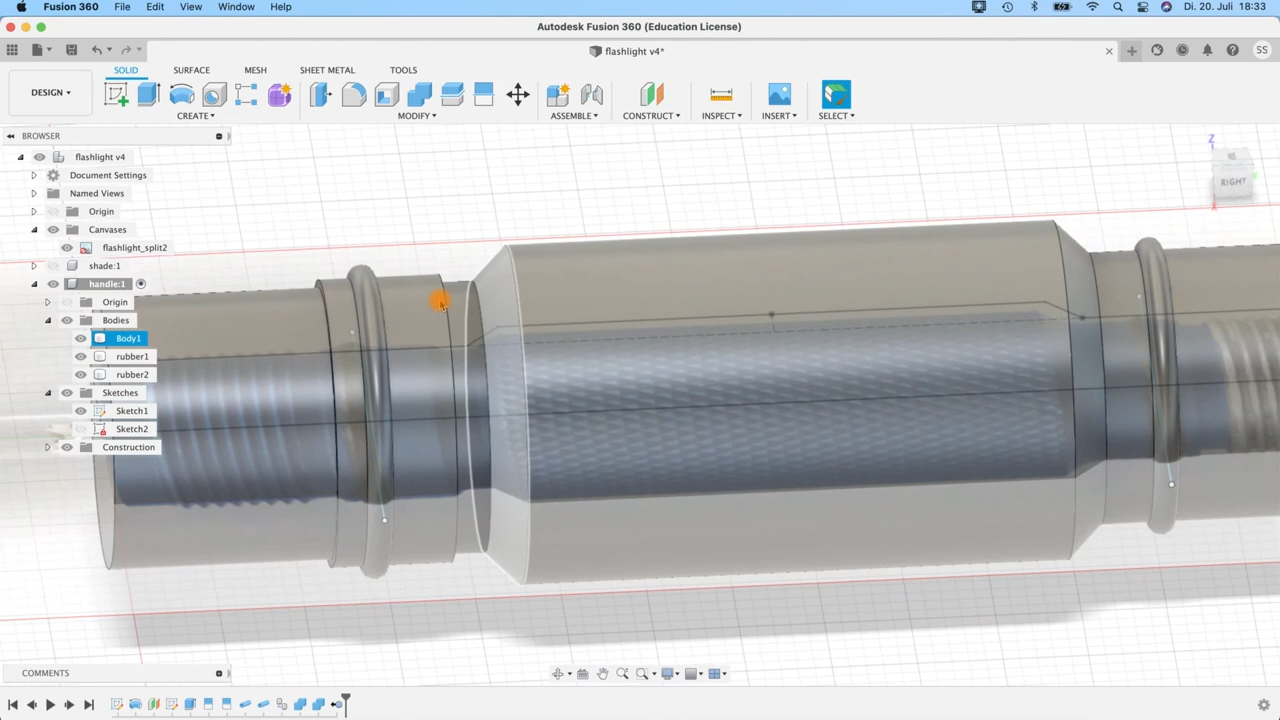 Fusion 360 File Edit View Window Help Di. 20. Juli 18:33
Autodesk Fusion 360 (Education License)
flashlight v4* SS
DESIGN SOLID SURFACE MESH SHEET METAL TOOLS
CREATE MODIFY ASSEMBLE CONSTRUCT INSPECT INSERT SELECT
BROWSER
flashlight v4
Document Settings
Named Views
Origin
Canvases
flashlight_split2
shade:1
handle:1
Origin
Bodies
Body1
rubber1
rubber2
Sketches
Sketch1
Sketch2
Construction
Z
RIGHT
X
COMMENTS